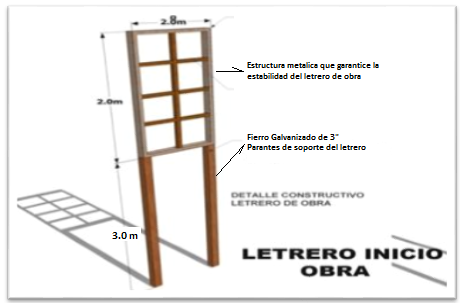 2.8m
Estructura metalica que garantice la
estabilidad del letrero de obra
2.0m
Fierro Galvanizado de 3"
Parantes de soporte del letrero
DETALLE CONSTRUCTIVO
LETRERO DE OBRA
3.0 m
LETRERO INICIO
OBRA